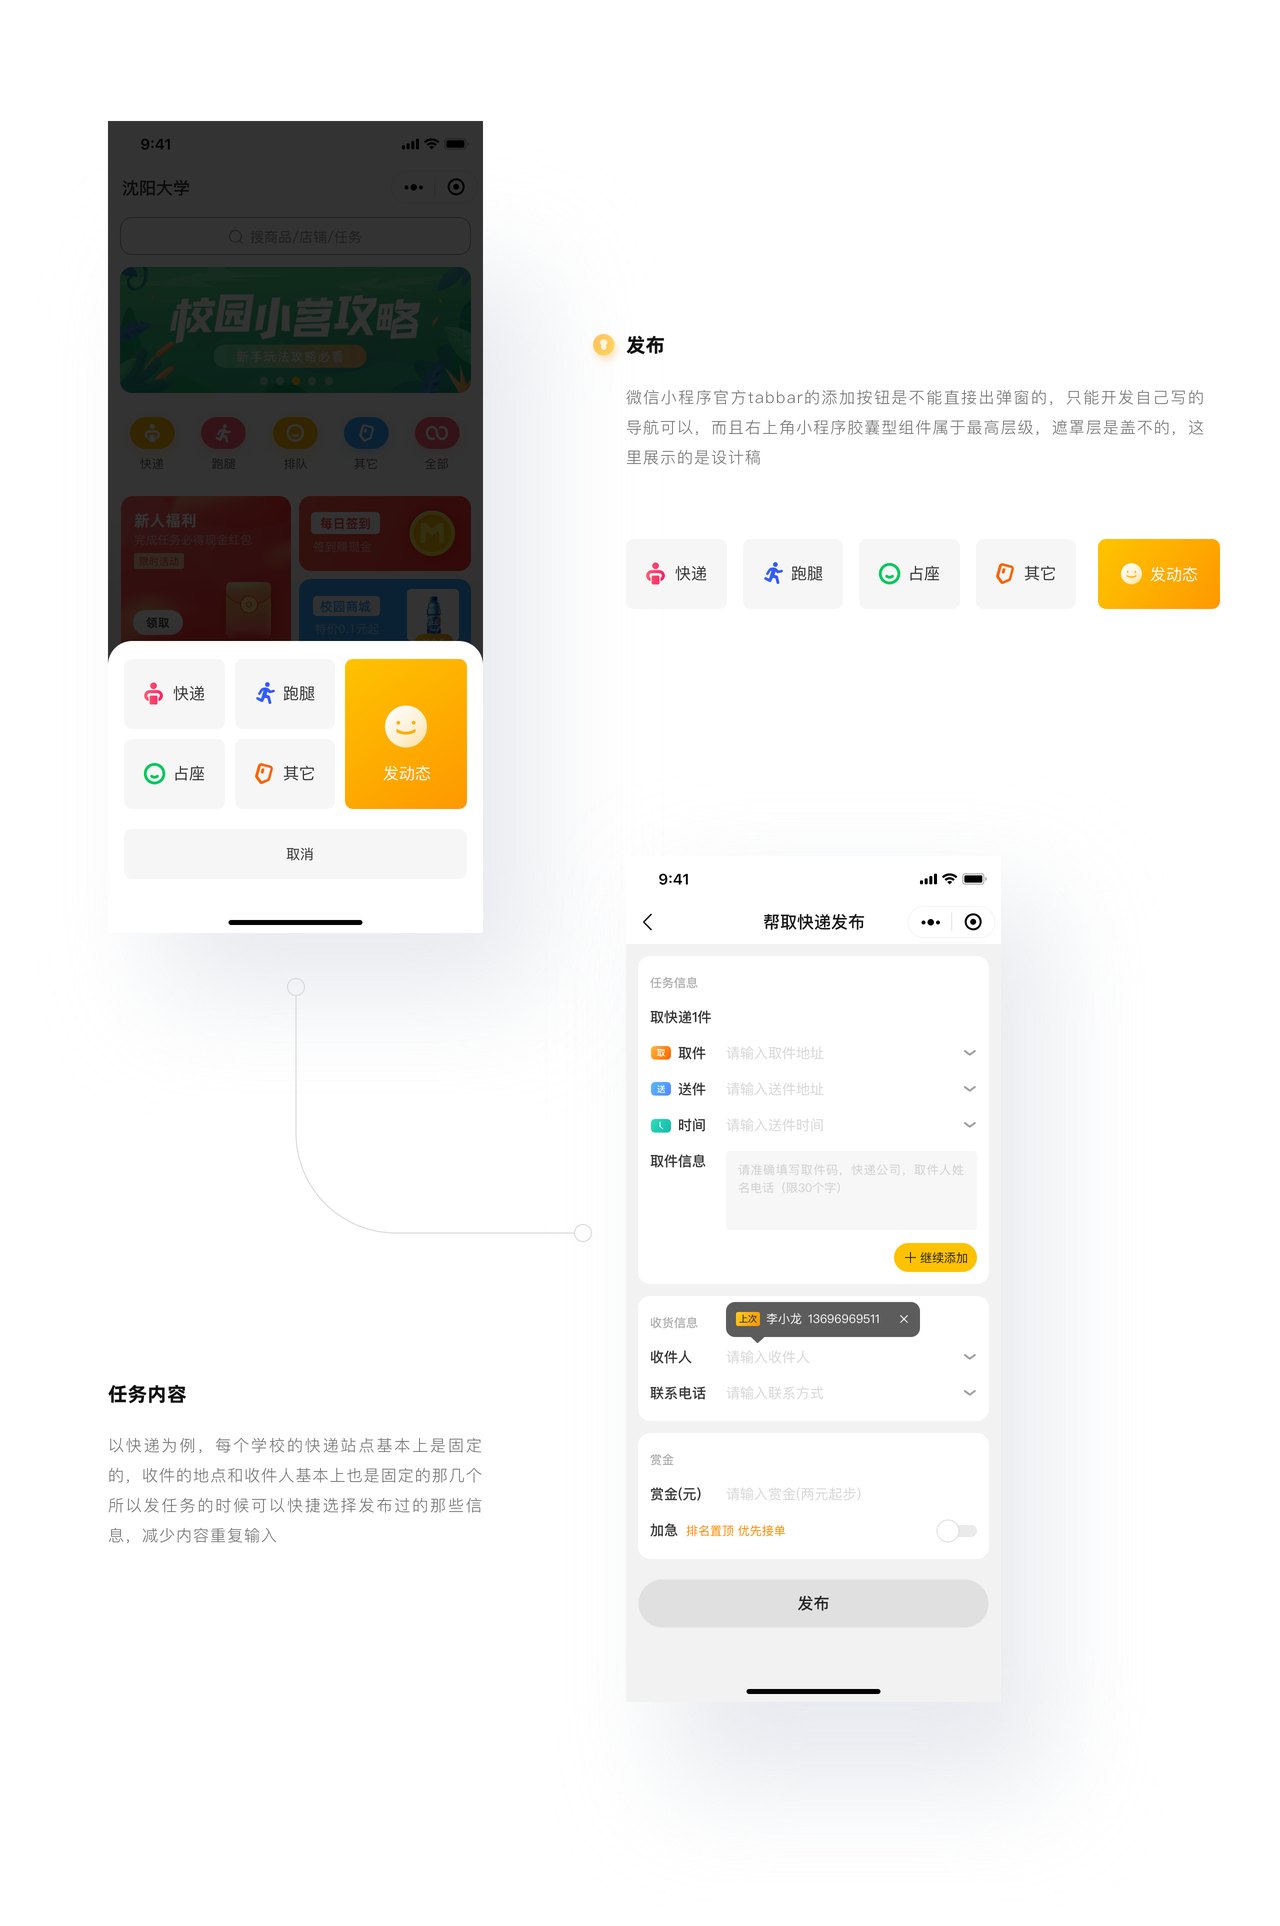 9:41
沈阳大学
搜商品/店铺/任务
校园小营攻略
新手玩法攻略必看
快递
跑腿
排队
其它
全部
新人福利
完成任务必得现金红包
限时活动
领取
每日签到
签到赚现金
校园商城
特价0.1元起
快递
跑腿
占座
其它
发动态
取消
发布
微信小程序官方tabbar的添加按钮是不能直接出弹窗的，只能开发自己写的
导航可以，而且右上角小程序胶囊型组件属于最高层级，遮罩层是盖不的，这
里展示的是设计稿
快递
跑腿
占座
其它
发动态
9:41
帮取快递发布
任务信息
取快递1件
取 取件 请输入取件地址
送 送件 请输入送件地址
时间 请输入送件时间
取件信息
请准确填写取件码，快递公司，取件人姓
名电话（限30个字）
继续添加
收货信息
上次 李小龙 13696969511
收件人 请输入收件人
联系电话 请输入联系方式
赏金
赏金(元) 请输入赏金(两元起步)
加急 排名置顶 优先接单
发布
任务内容
以快递为例，每个学校的快递站点基本上是固定
的，收件的地点和收件人基本上也是固定的那几个
所以发任务的时候可以快捷选择发布过的那些信
息，减少内容重复输入